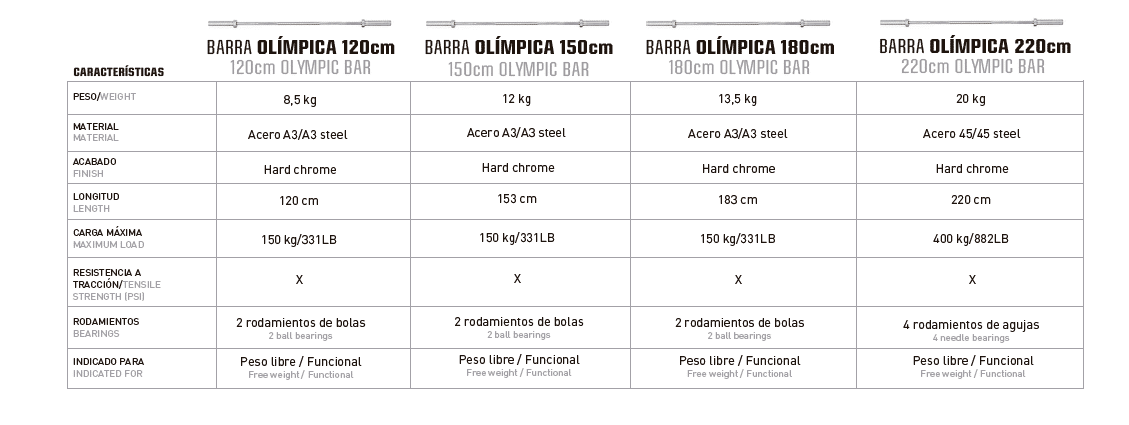 BARRA OLÍMPICA 120cm
120cm OLYMPIC BAR
BARRA OLÍMPICA 150cm
150cm OLYMPIC BAR
BARRA OLÍMPICA 180cm
180cm OLYMPIC BAR
BARRA OLÍMPICA 220cm
220cm OLYMPIC BAR
CARACTERÍSTICAS
PESO/WEIGHT
8,5 kg
12 kg
13,5 kg
20 kg
MATERIAL
MATERIAL
Acero A3/A3 steel
Acero A3/A3 steel
Acero A3/A3 steel
Acero 45/45 steel
ACABADO
FINISH
Hard chrome
Hard chrome
Hard chrome
Hard chrome
LONGITUD
LENGTH
120 cm
153 cm
183 cm
220 cm
CARGA MÁXIMA
MAXIMUM LOAD
150 kg/331LB
150 kg/331LB
150 kg/331LB
400 kg/882LB
RESISTENCIA A
TRACCIÓN/TENSILE
STRENGTH (PSI)
X
X
X
X
RODAMIENTOS
BEARINGS
2 rodamientos de bolas
2 ball bearings
2 rodamientos de bolas
2 ball bearings
2 rodamientos de bolas
2 ball bearings
4 rodamientos de agujas
4 needle bearings
INDICADO PARA
INDICATED FOR
Peso libre / Funcional
Free weight / Functional
Peso libre / Funcional
Free weight / Functional
Peso libre / Funcional
Free weight / Functional
Peso libre / Funcional
Free weight / Functional